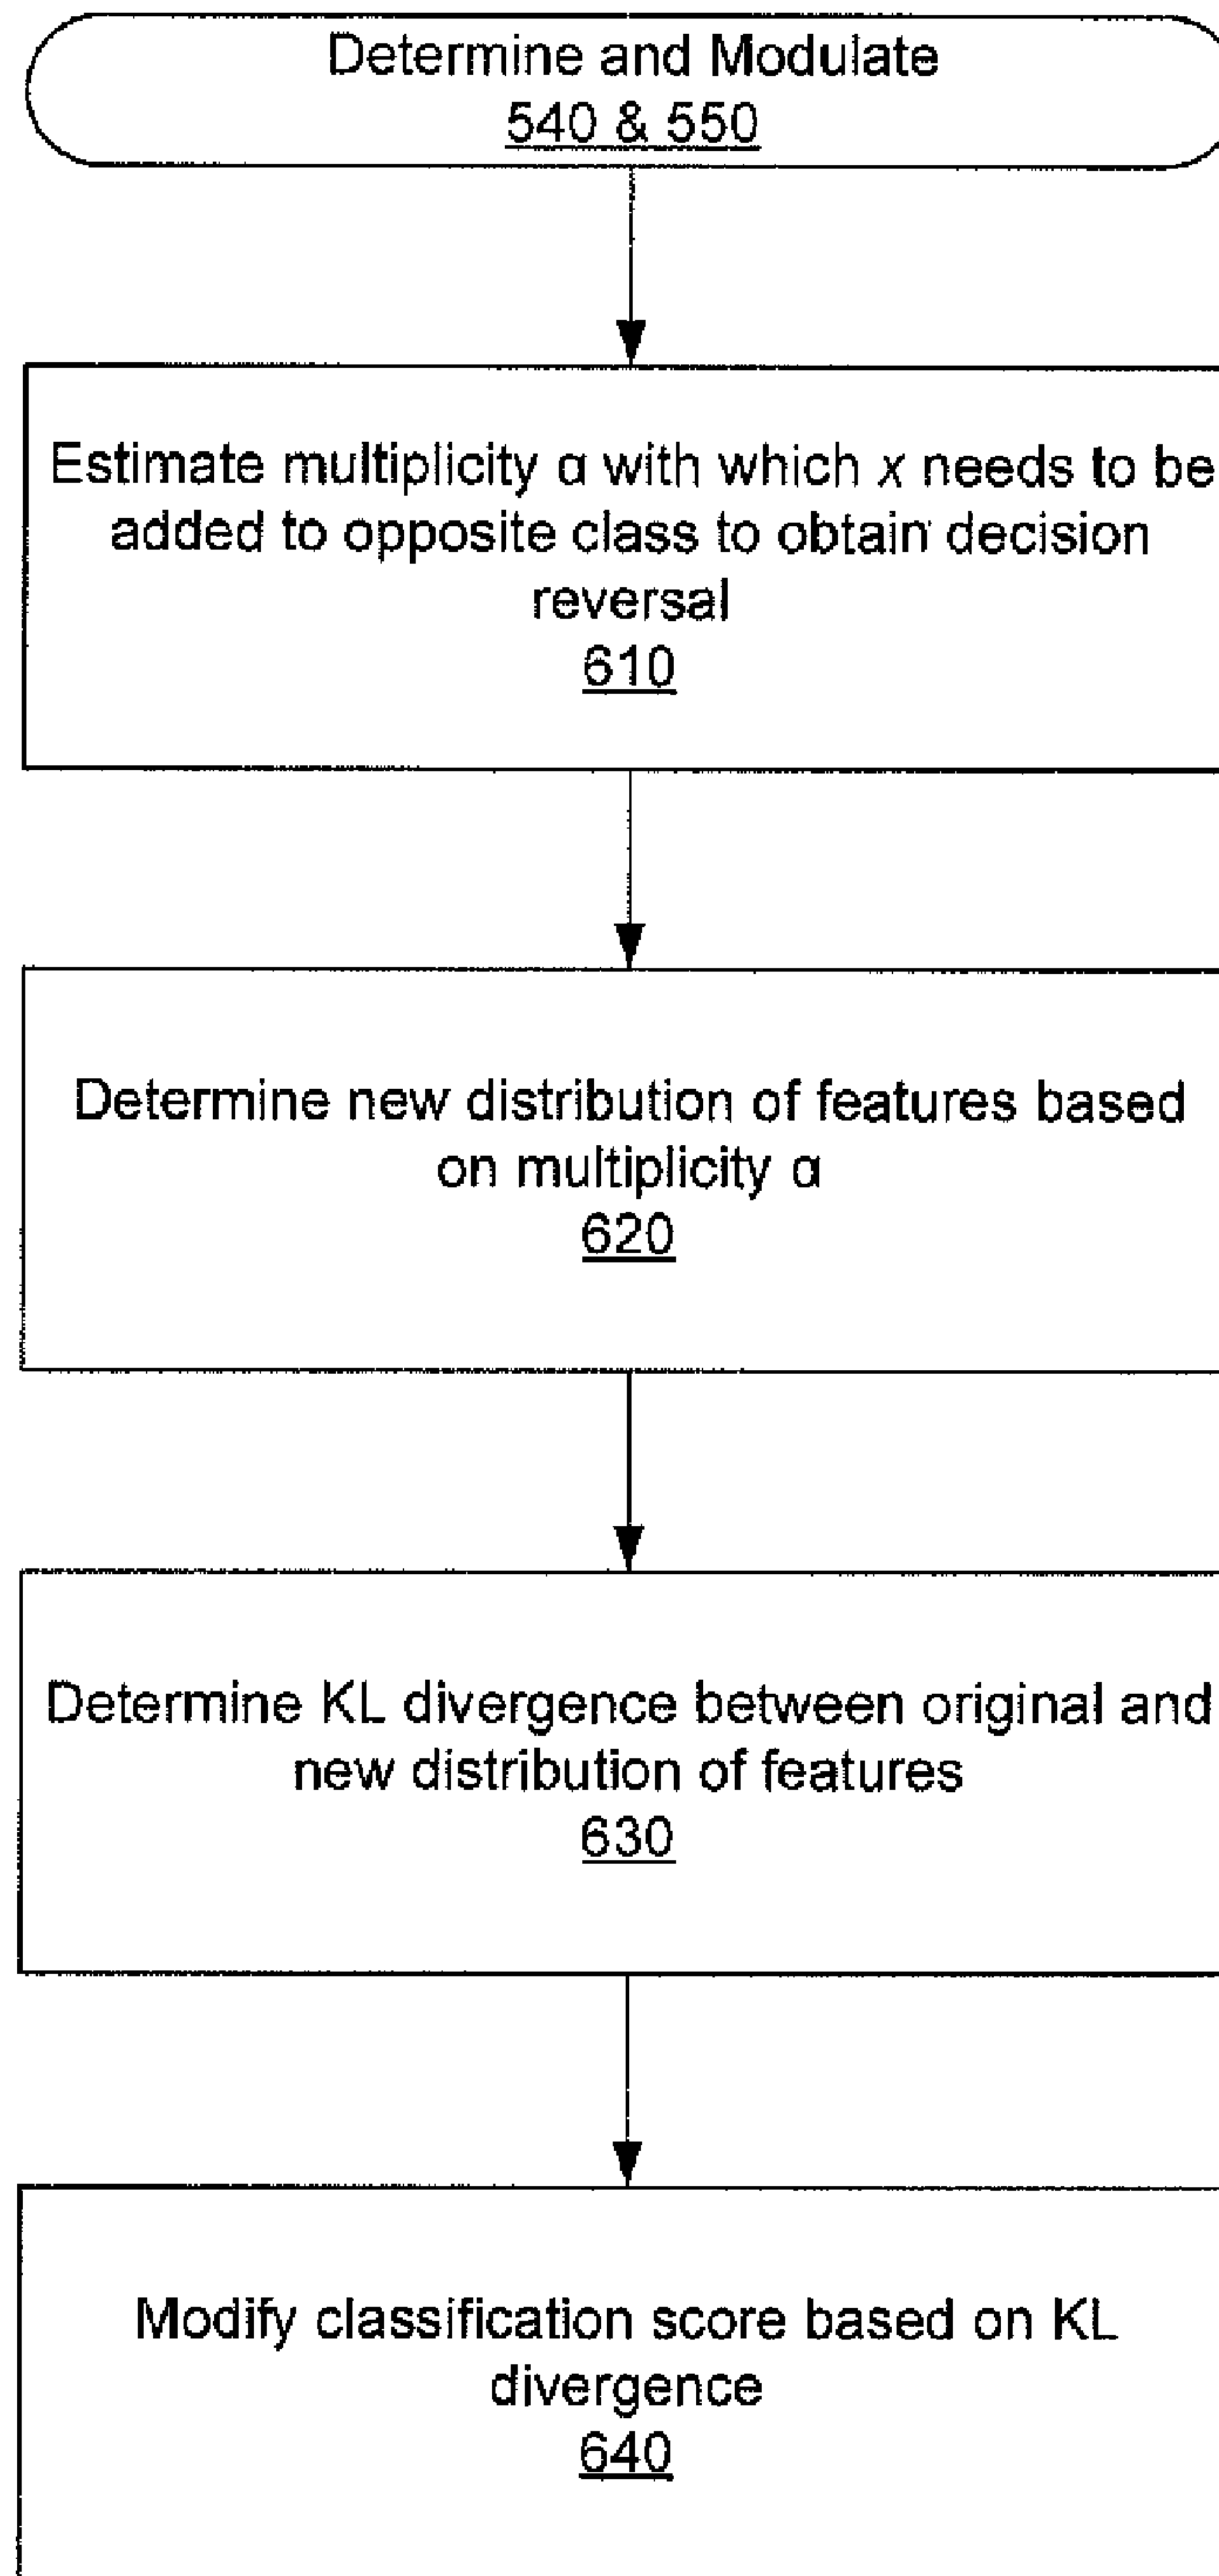 Determine and Modulate
540 & 550
Estimate multiplicity α with which x needs to be
added to opposite class to obtain decision
reversal
610
Determine new distribution of features based
on multiplicity α
620
Determine KL divergence between original and
new distribution of features
630
Modify classification score based on KL
divergence
640